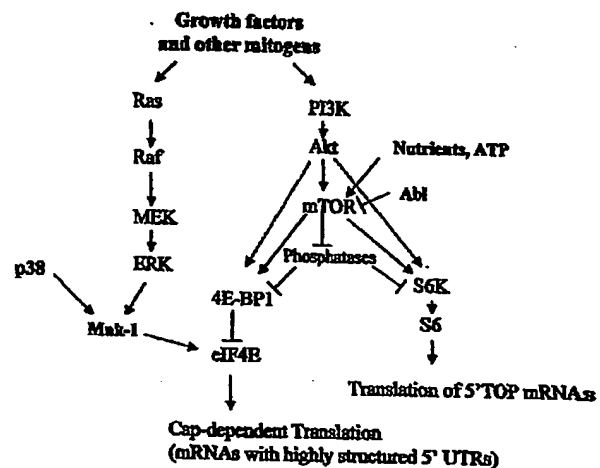 Growth factors
and other mitogens
Ras
PI3K
Raf
Akt
Nutrients, ATP
mTOR
Abl
MEK
Phosphatases
ERK
p38
4E-BP1
S6K
Mnk-1
eIF4E
S6
Translation of 5'TOP mRNAs
Cap-dependent Translation
(mRNAs with highly structured 5' UTRs)